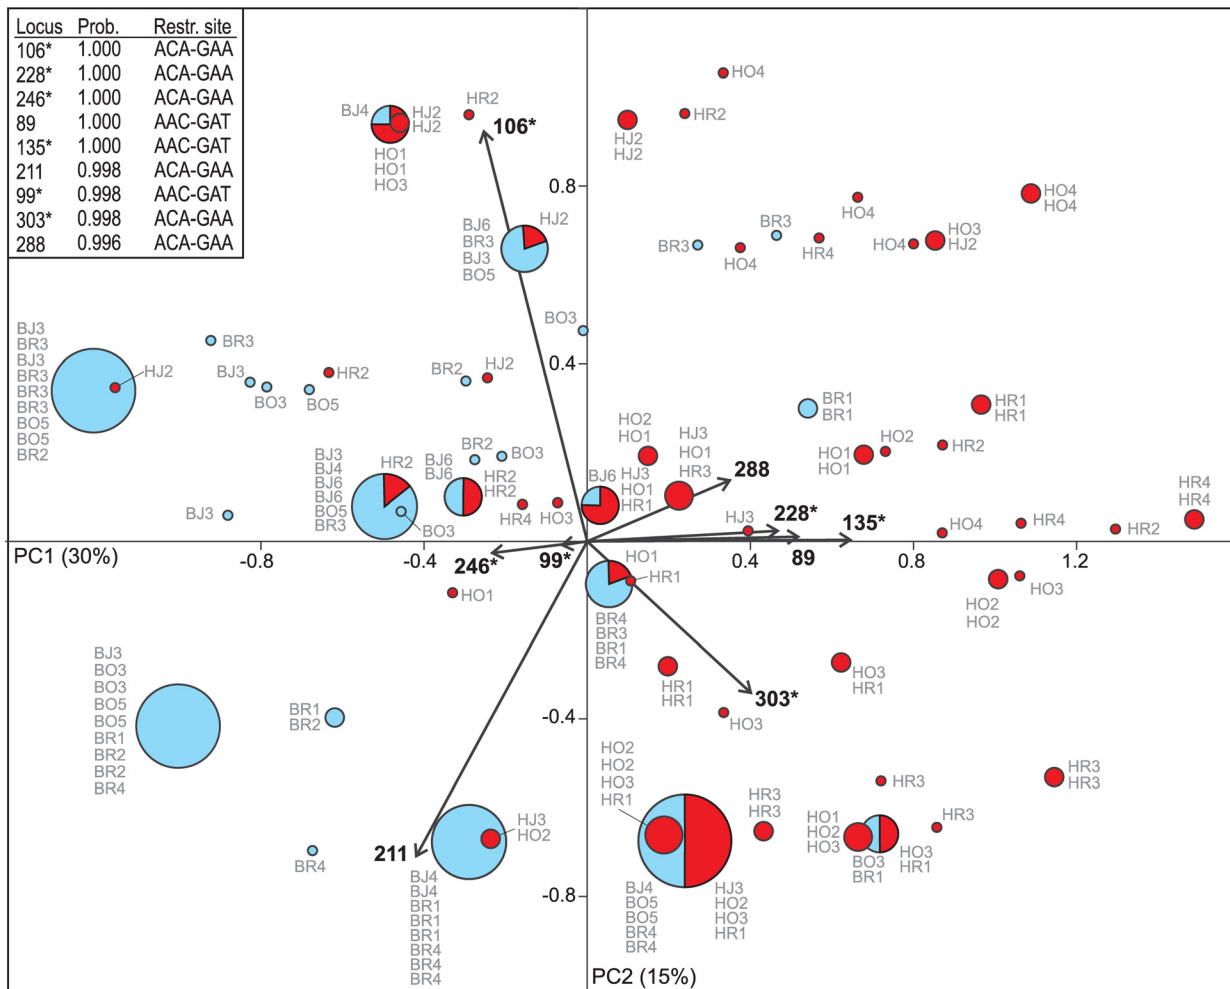 Locus Prob. Restr. site
106* 1.000 ACA-GAA
228* 1.000 ACA-GAA
246* 1.000 ACA-GAA
89 1.000 AAC-GAT
135* 1.000 AAC-GAT
211 0.998 ACA-GAA
99* 0.998 AAC-GAT
303* 0.998 ACA-GAA
288 0.996 ACA-GAA
HO4
HR2
HR2
BJ4
HJ2
HJ2
HO1
HO1
HO3
106*
HJ2
HJ2
0.8
HO4
HO4
HO4
HO3
HJ2
HO4
HR4
BR3
BR3
HO4
BJ6
BR3
BJ3
BO5
HJ2
BO3
0.4
BJ3
BR3
BJ3
BR3
BR3
BR3
BO5
BO5
BR2
HJ2
BR3
BJ3
BO3
BO5
HR2
BR2
HJ2
BR1
BR1
HR1
HR1
HO2
HO1
HJ3
HO1
HR3
HO1
HO1
HO2
HR2
BJ3
BJ4
BJ6
BJ6
BO5
BR3
HR2
BO3
BJ6
BJ6
HR2
HR2
BR2
BO3
BJ6
HJ3
HO1
HR1
288
HR4
HR4
BJ3
HR4
HO3
HJ3
228*
135*
89
HO4
HR4
HR2
PC1 (30%)
-0.8
-0.4
0.4
0.8
1.2
246*
99*
HO1
HO1
HR1
BR4
BR3
BR1
BR4
HO2
HO2
HO3
HR1
HR1
HO3
HR1
303*
HO3
-0.4
BJ3
BO3
BO3
BO5
BO5
BR1
BR2
BR2
BR4
BR1
BR2
HO2
HO2
HO3
HR1
HR3
HR3
HR3
HR3
HR3
HR3
HO1
HO2
HO3
BO3
BR1
HO3
HR1
BR4
211
HJ3
HO2
BJ4
BJ4
BR1
BR1
BR1
BR4
BR4
BR4
-0.8
BJ4
BO5
BO5
BR4
BR4
HJ3
HO2
HO3
HR1
PC2 (15%)